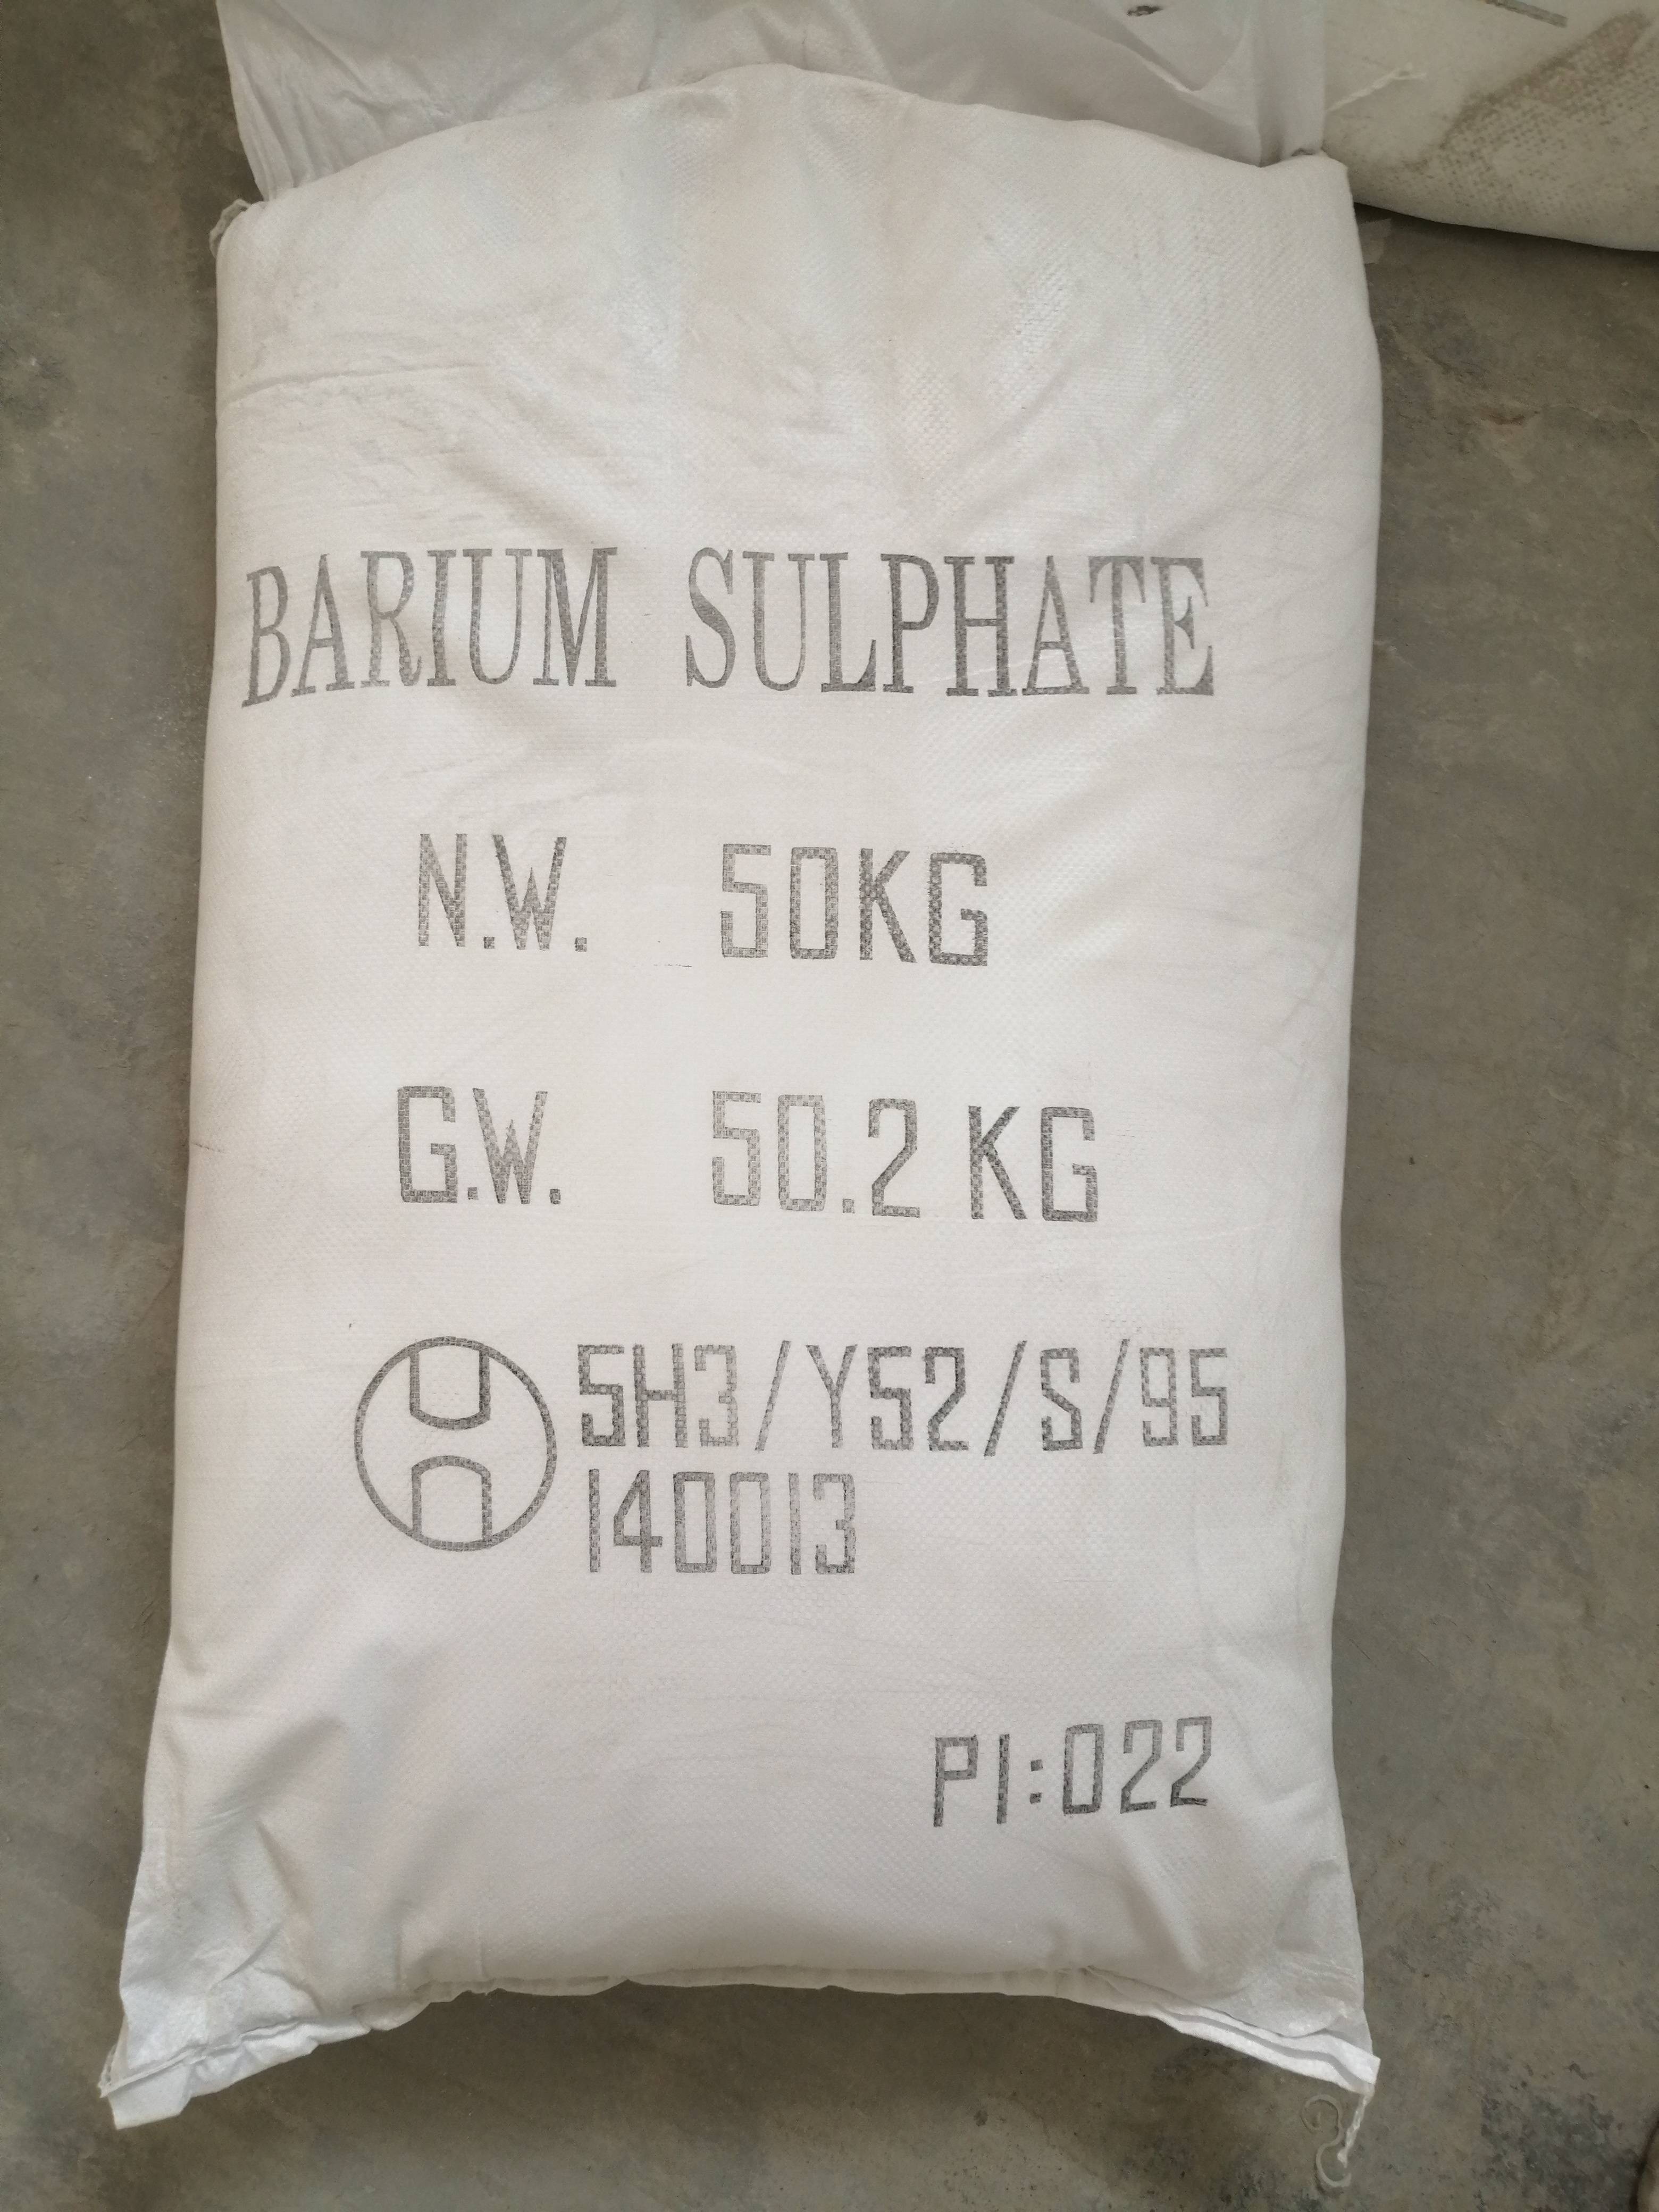 BARIUM SULPHATE
N.W. 50KG
G.W. 50.2 KG
5H3/Y52/S/95
140013
PI:022